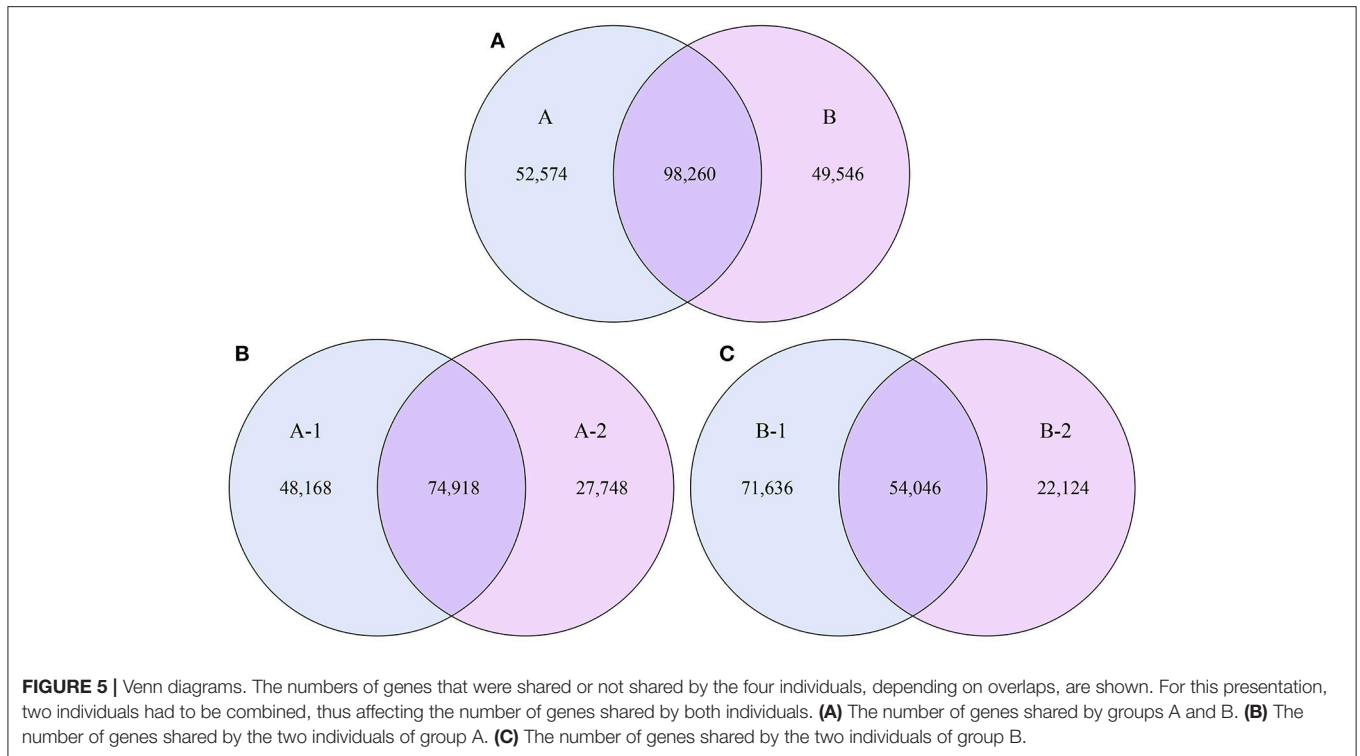 A
A B
52,574 98,260 49,546
B C
A-1 A-2 B-1 B-2
48,168 74,918 27,748 71,636 54,046 22,124
FIGURE 5 | Venn diagrams. The numbers of genes that were shared or not shared by the four individuals, depending on overlaps, are shown. For this presentation,
two individuals had to be combined, thus affecting the number of genes shared by both individuals. (A) The number of genes shared by groups A and B. (B) The
number of genes shared by the two individuals of group A. (C) The number of genes shared by the two individuals of group B.